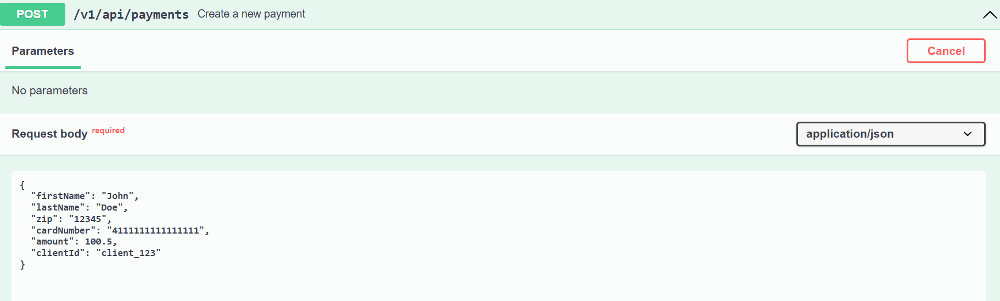 POST /v1/api/payments Create a new payment
Parameters
Cancel
No parameters
Request body required
application/json
{
  "firstName": "John",
  "lastName": "Doe",
  "zip": "12345",
  "cardNumber": "4111111111111111",
  "amount": 100.5,
  "clientId": "client_123"
}